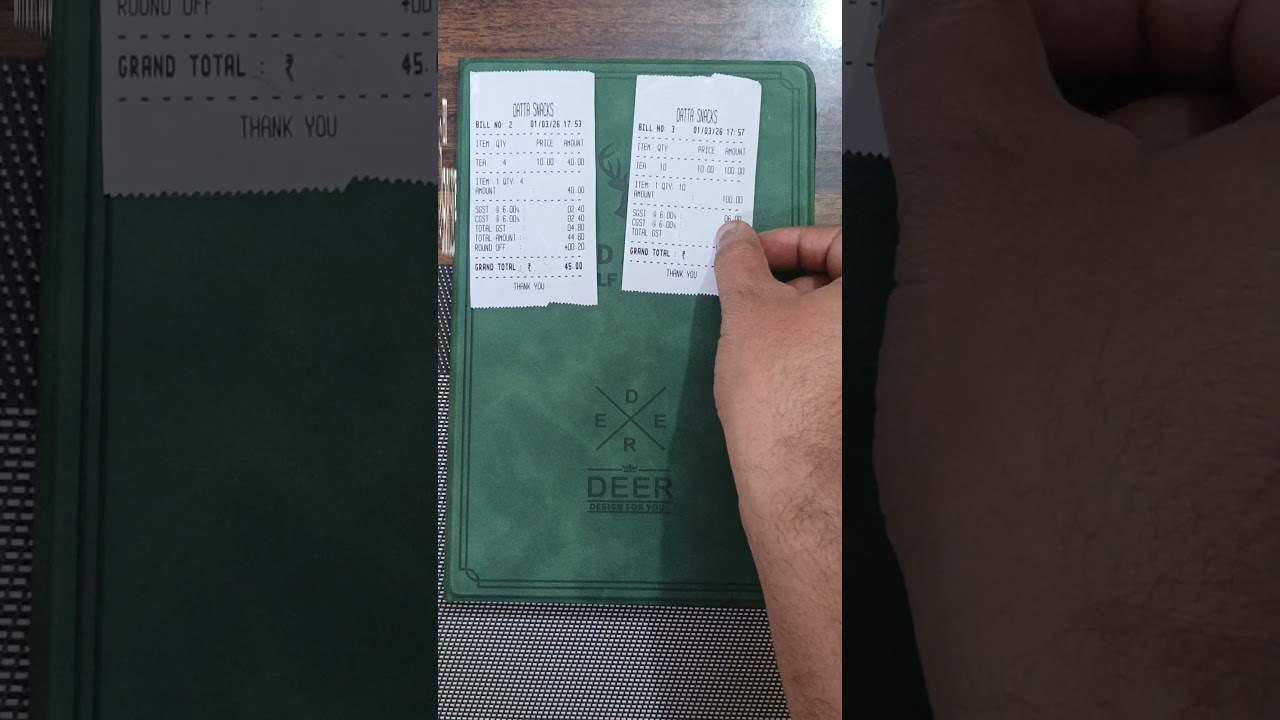 ROUND OFF : +00
GRAND TOTAL : ₹ 45.
THANK YOU
DATTA SNACKS
BILL NO: 2 01/03/26 17:53
ITEM QTY PRICE AMOUNT
TEA 4 10.00 40.00
ITEM: 1 QTY: 4
AMOUNT : 40.00
SGST @ 6.00% : 02.40
CGST @ 6.00% : 02.40
TOTAL GST : 04.80
TOTAL AMOUNT : 44.80
ROUND OFF : +00.20
GRAND TOTAL : ₹ 45.00
THANK YOU
DATTA SNACKS
BILL NO: 3 01/03/26 17:57
ITEM QTY PRICE AMOUNT
TEA 10 10.00 100.00
ITEM: 1 QTY: 10
AMOUNT : 100.00
SGST @ 6.00% : 06.00
CGST @ 6.00% :
TOTAL GST
GRAND TOTAL : ₹
THANK YOU
D
LF
D
E E
R
DEER
DESIGN FOR YOU